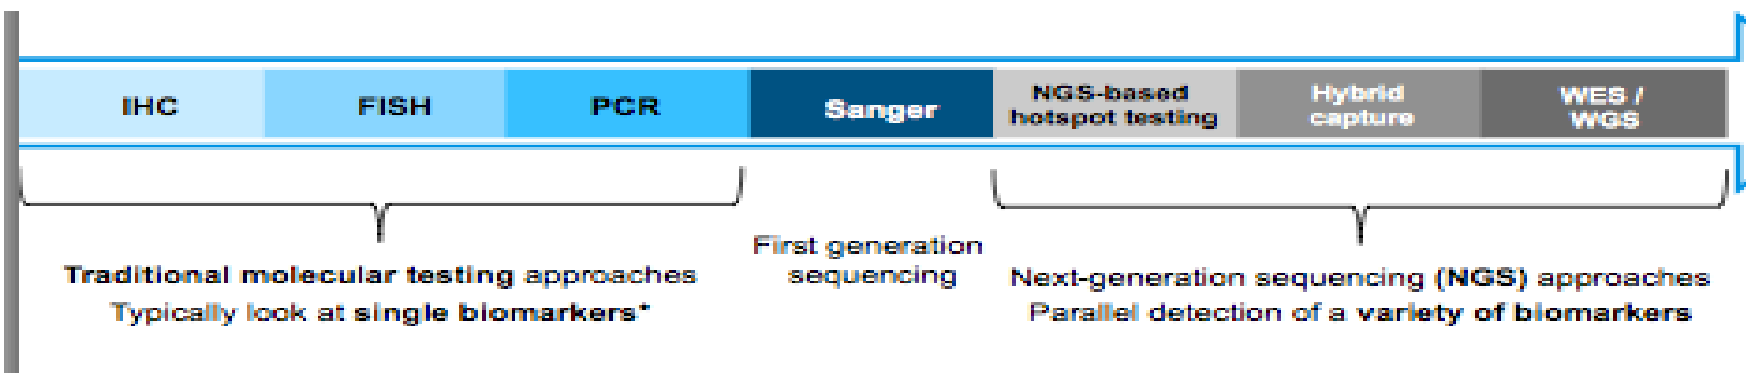 IHC
FISH
PCR
Sanger
NGS-based
hotspot testing
Hybrid
capture
WES /
WGS
Traditional molecular testing approaches
Typically look at single biomarkers*
First generation
sequencing
Next-generation sequencing (NGS) approaches
Parallel detection of a variety of biomarkers